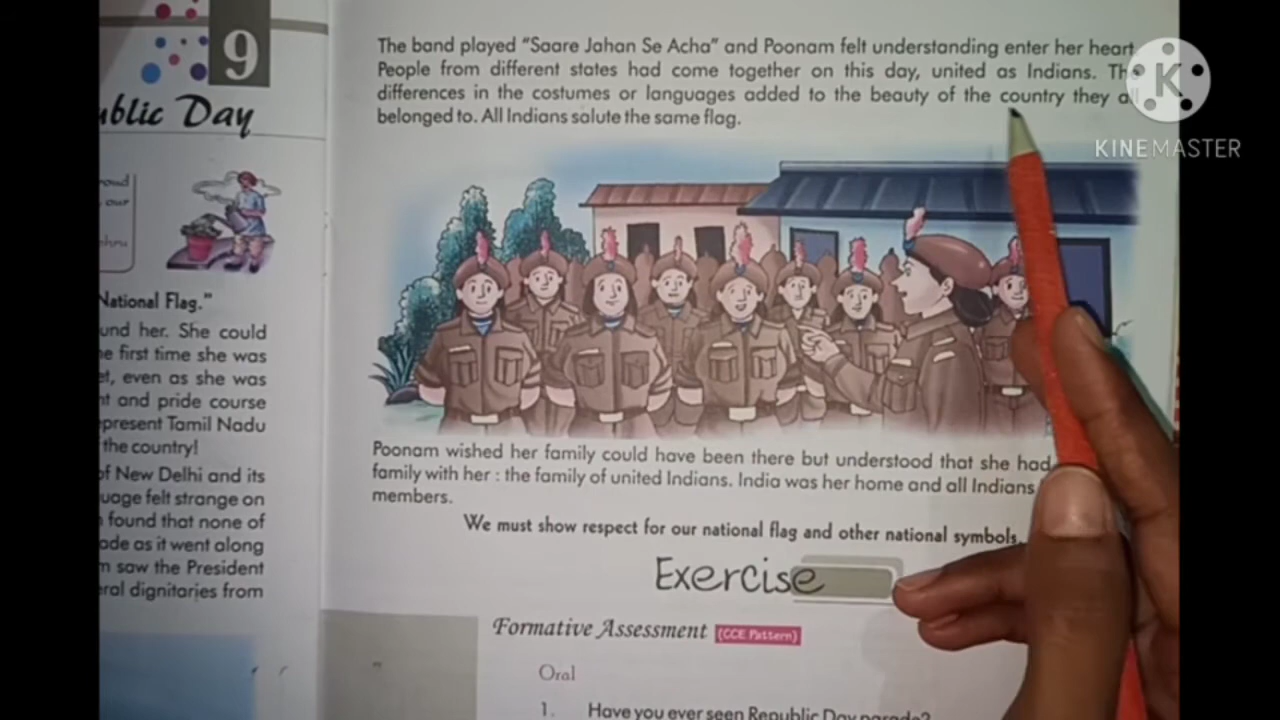 9
ublic Day
roud
our
ehru
National Flag."
und her. She could
e first time she was
et, even as she was
nt and pride course
present Tamil Nadu
the country!
of New Delhi and its
uage felt strange on
found that none of
ade as it went along
m saw the President
eral dignitaries from
The band played "Saare Jahan Se Acha" and Poonam felt understanding enter her heart
People from different states had come together on this day, united as Indians. The
differences in the costumes or languages added to the beauty of the country they
belonged to. All Indians salute the same flag.
K
KINEMASTER
Poonam wished her family could have been there but understood that she had
family with her : the family of united Indians. India was her home and all Indians
members.
We must show respect for our national flag and other national symbols.
Exercise
Formative Assessment (CCE Pattern)
Oral
1. Have you ever seen Republic Day parade?